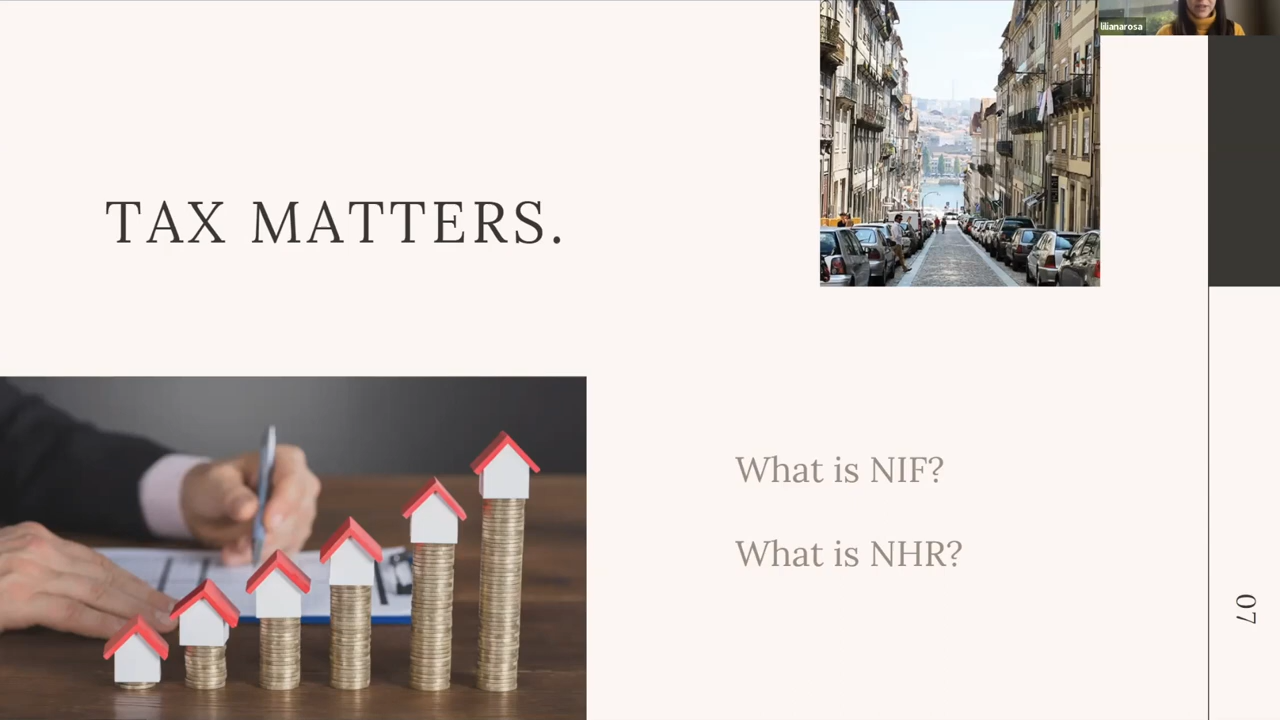 lilianarosa
TAX MATTERS.
What is NIF?
What is NHR?
07